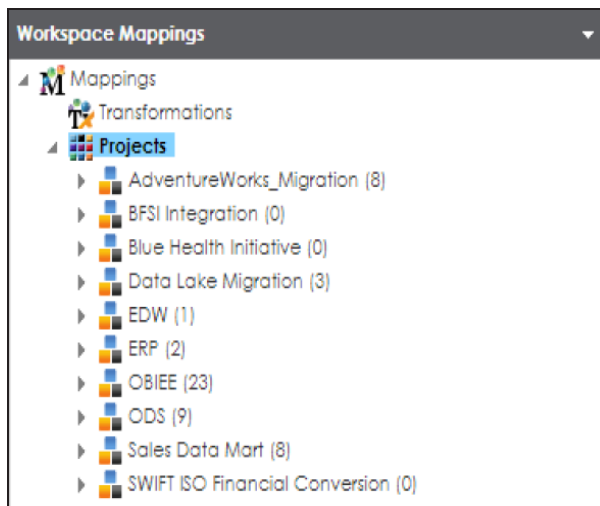 Workspace Mappings
Mappings
Transformations
Projects
AdventureWorks_Migration (8)
BFSI Integration (0)
Blue Health Initiative (0)
Data Lake Migration (3)
EDW (1)
ERP (2)
OBIEE (23)
ODS (9)
Sales Data Mart (8)
SWIFT ISO Financial Conversion (0)